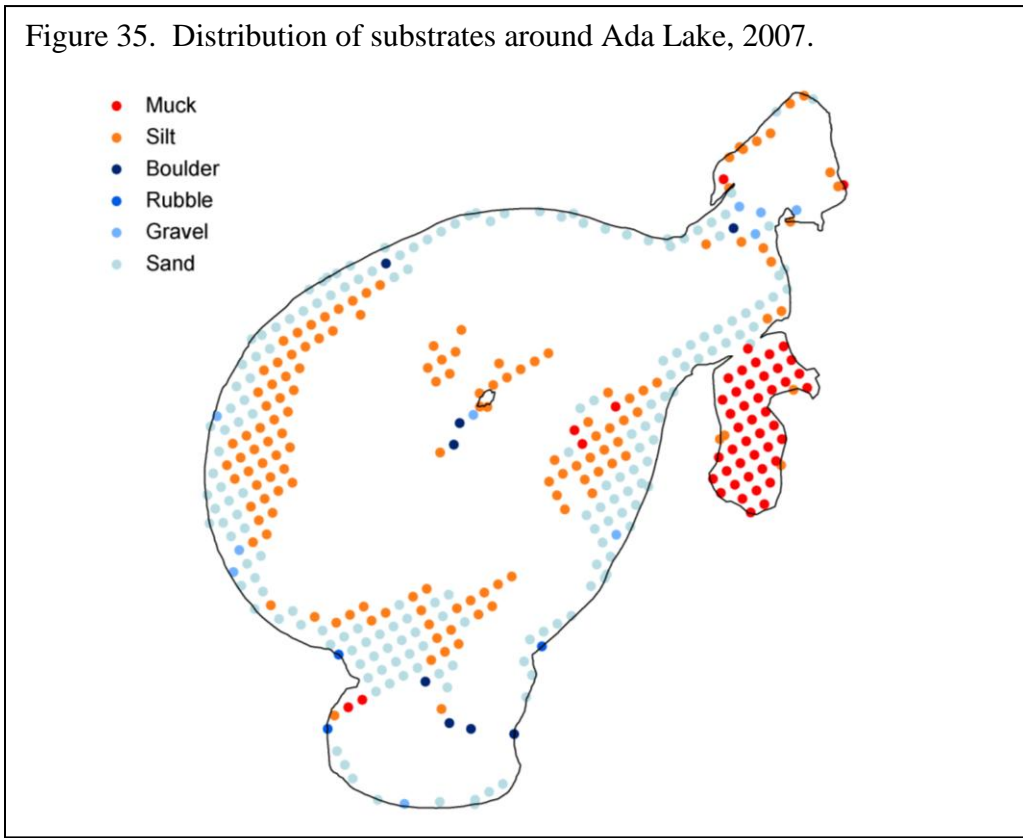 Figure 35.  Distribution of substrates around Ada Lake, 2007.
Muck
Silt
Boulder
Rubble
Gravel
Sand